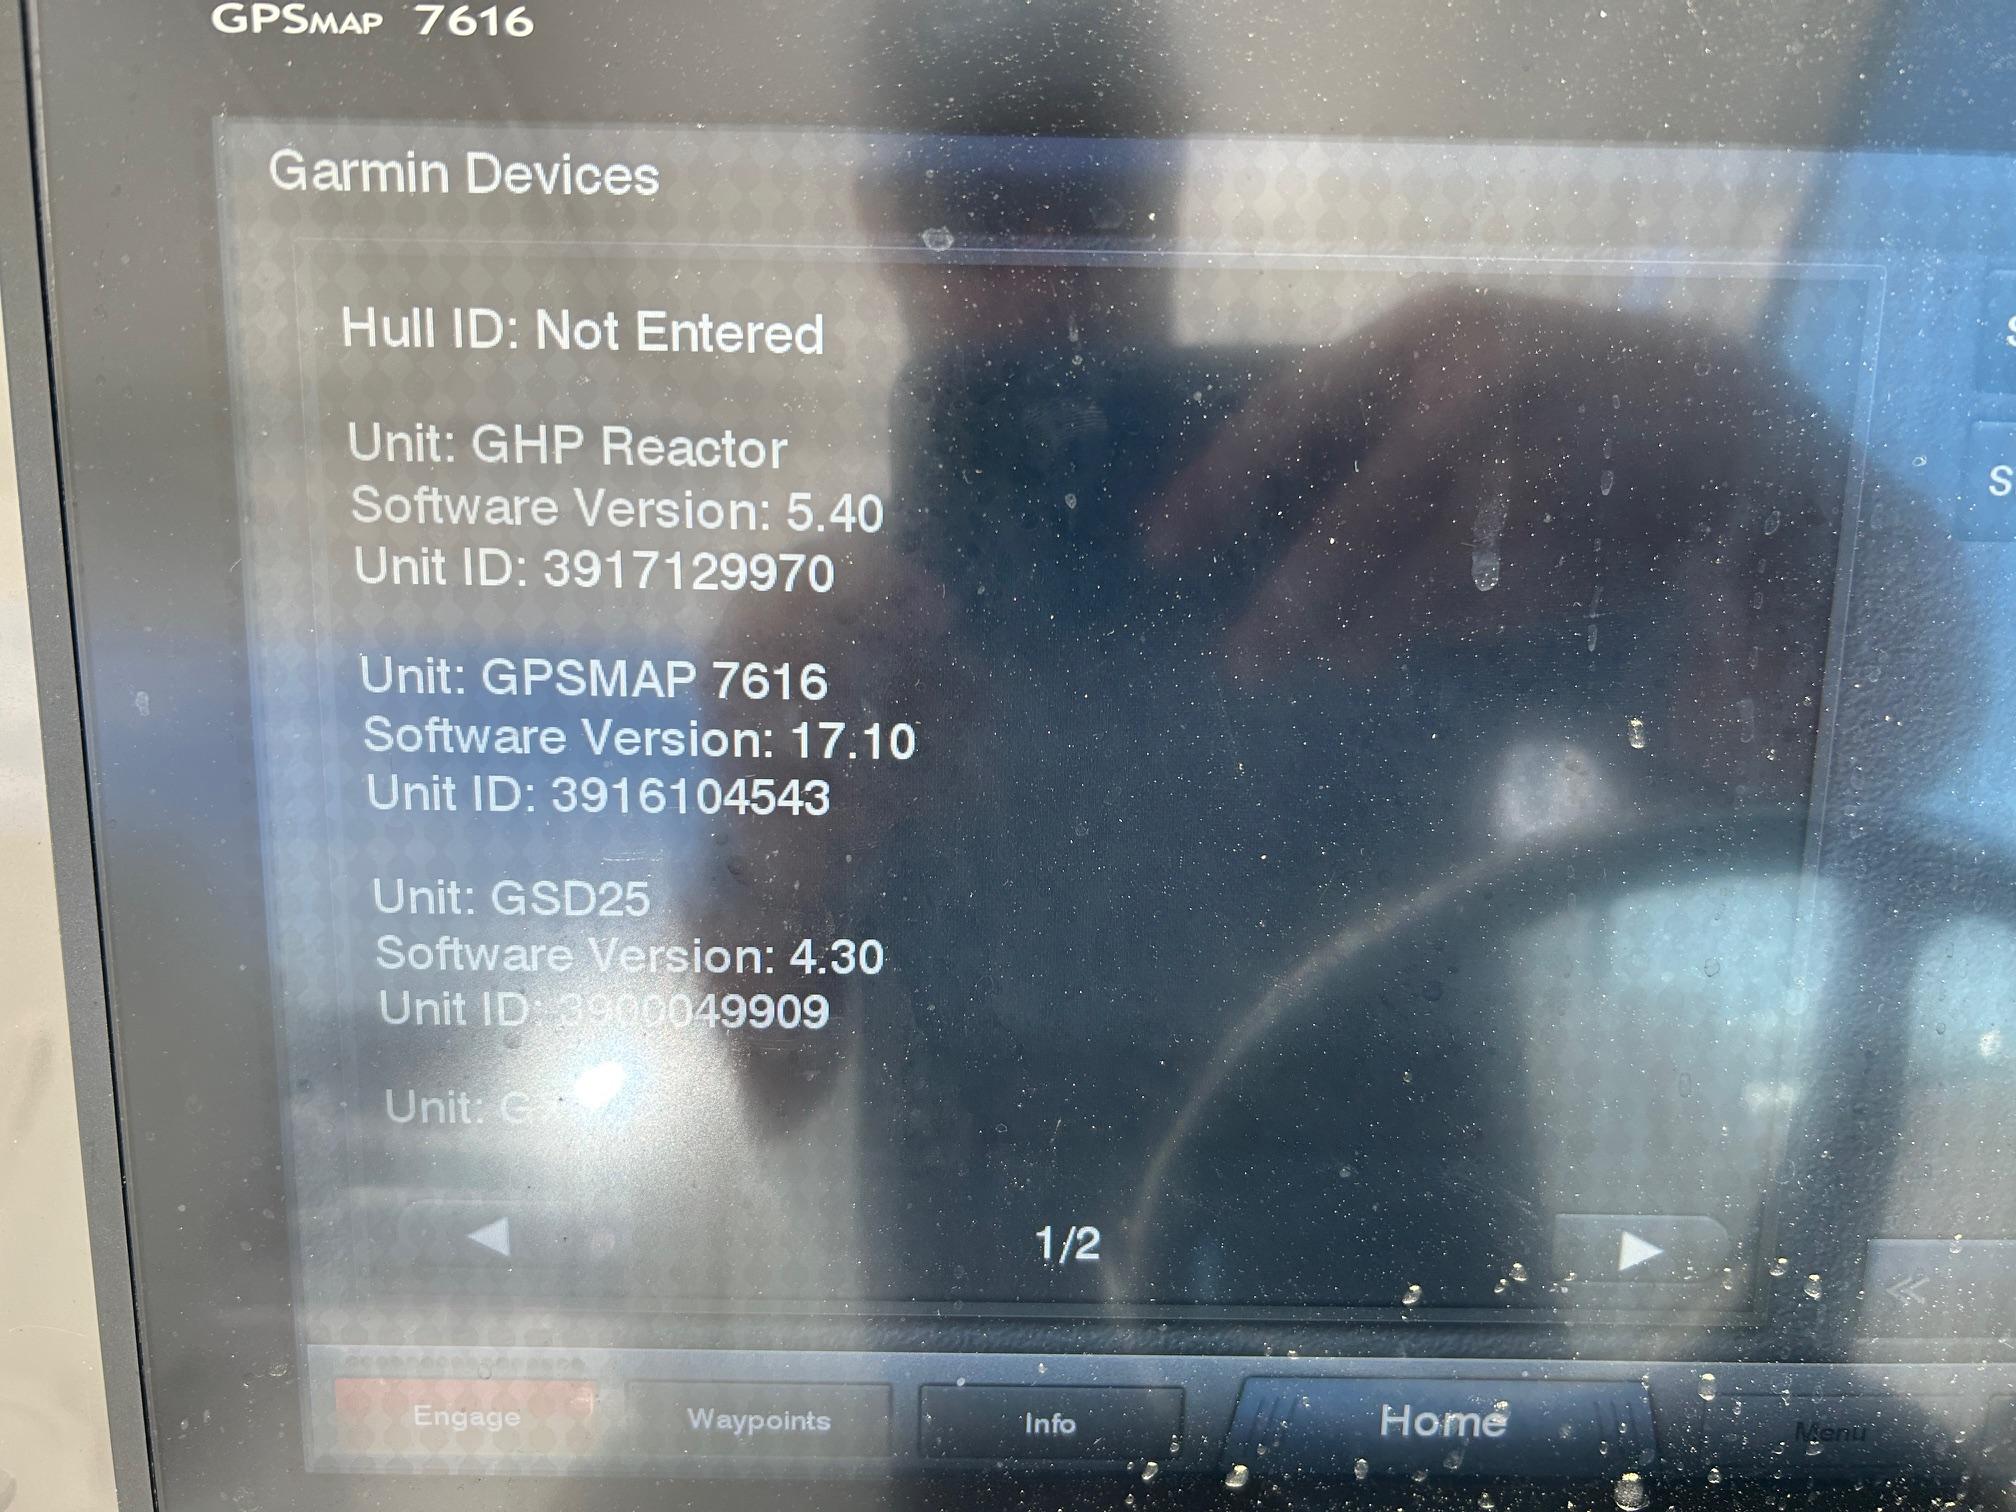 GPSMAP 7616
Garmin Devices
Hull ID: Not Entered
Unit: GHP Reactor
Software Version: 5.40
Unit ID: 3917129970
Unit: GPSMAP 7616
Software Version: 17.10
Unit ID: 3916104543
Unit: GSD25
Software Version: 4.30
Unit ID: 3900049909
Unit:
1/2
Engage
Waypoints
Info
Home
Menu